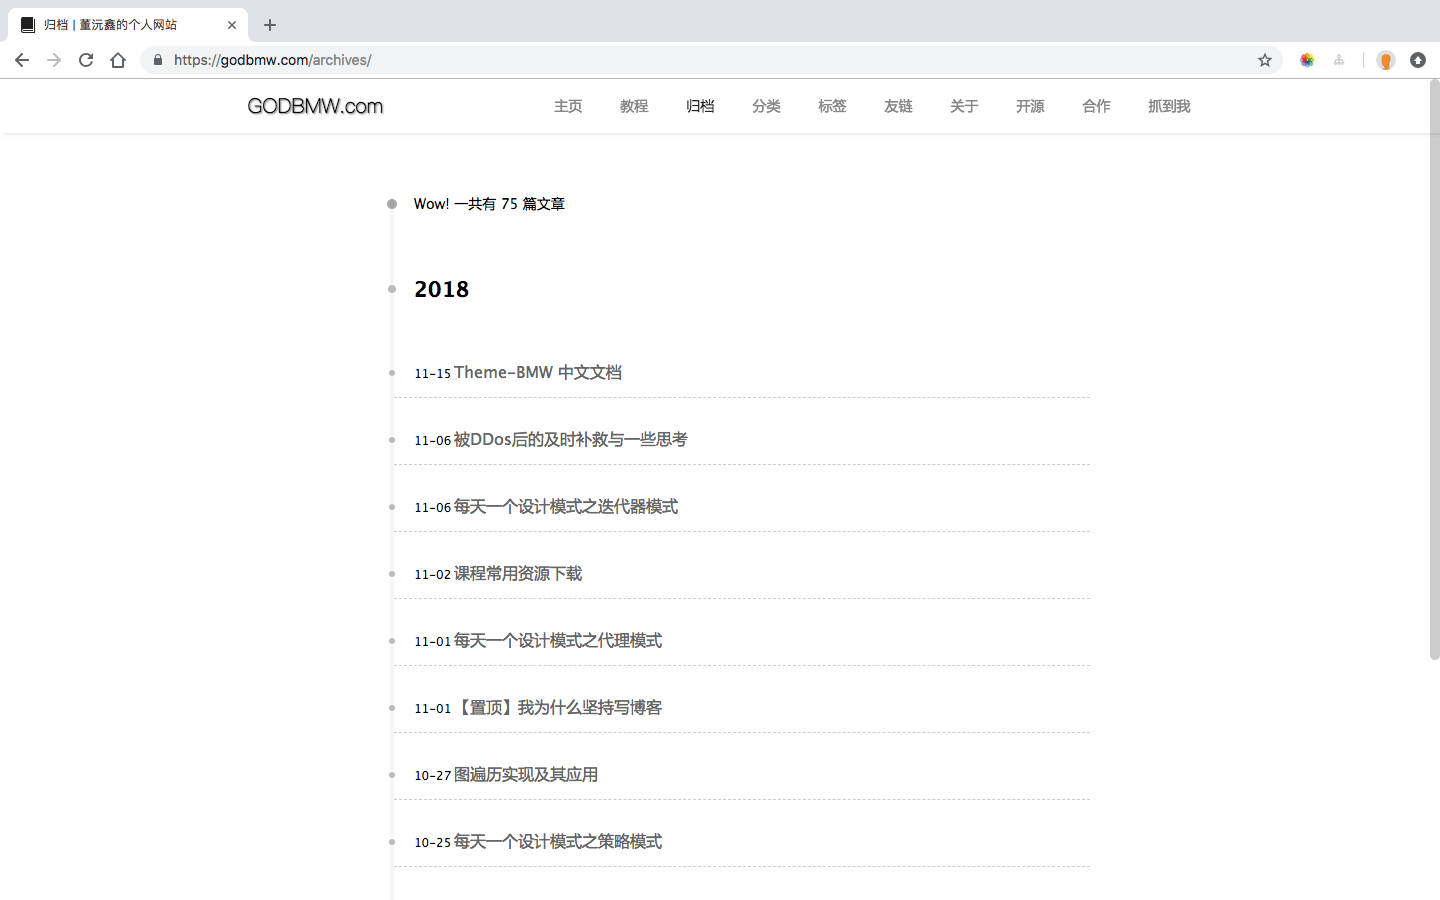 归档 | 董沅鑫的个人网站
https://godbmw.com/archives/
GODBMW.com 主页 教程 归档 分类 标签 友链 关于 开源 合作 抓到我
Wow! 一共有 75 篇文章
2018
11-15 Theme-BMW 中文文档
11-06 被DDos后的及时补救与一些思考
11-06 每天一个设计模式之迭代器模式
11-02 课程常用资源下载
11-01 每天一个设计模式之代理模式
11-01 【置顶】我为什么坚持写博客
10-27 图遍历实现及其应用
10-25 每天一个设计模式之策略模式